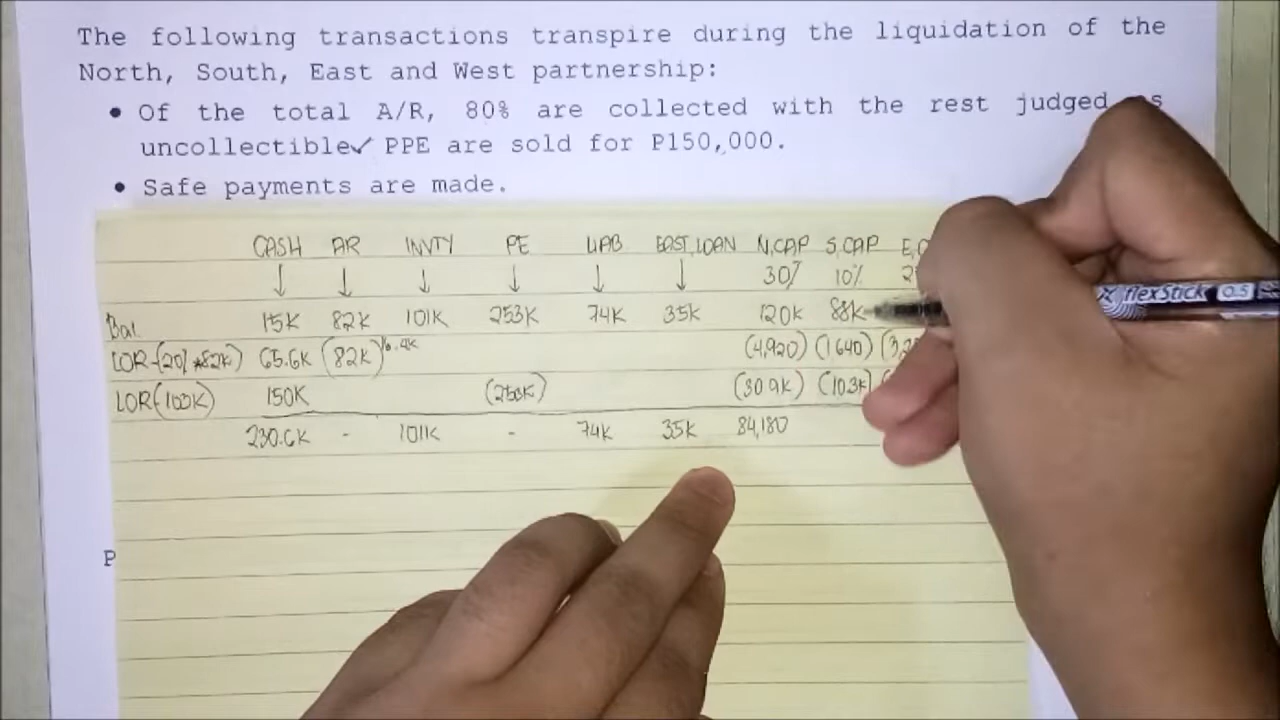 The following transactions transpire during the liquidation of the
North, South, East and West partnership:
• Of the total A/R, 80% are collected with the rest judged
uncollectible✓ PPE are sold for P150,000.
• Safe payments are made.
CASH AR INVTY PE LIAB EAST, LOAN N, CAP S, CAP
↓ ↓ ↓ ↓ ↓ ↓ 30% 10%
Bal. 15K 82K 101K 253K 74K 35K 120K 88K
LOR-(20%*82K) 65.6K (82K) (4,920) (1640)
LOR(103K) 150K (253K) (30.9K) (10.3K)
230.6K - 101K - 74K 35K 84,180
P
flexStick 0.5